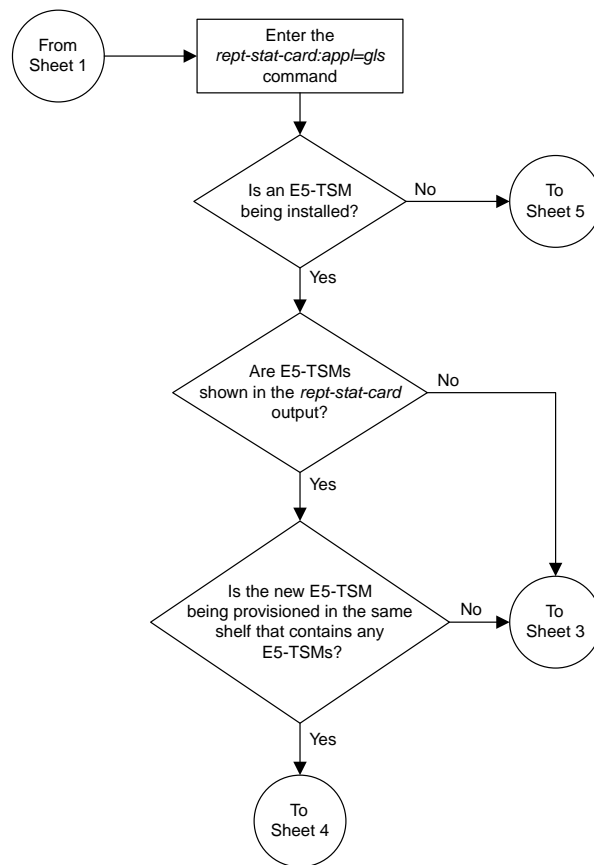 From
Sheet 1
Enter the
rept-stat-card:appl=gls
command
Is an E5-TSM
being installed?
No
To
Sheet 5
Yes
Are E5-TSMs
shown in the rept-stat-card
output?
No
Yes
Is the new E5-TSM
being provisioned in the same
shelf that contains any
E5-TSMs?
No
To
Sheet 3
Yes
To
Sheet 4